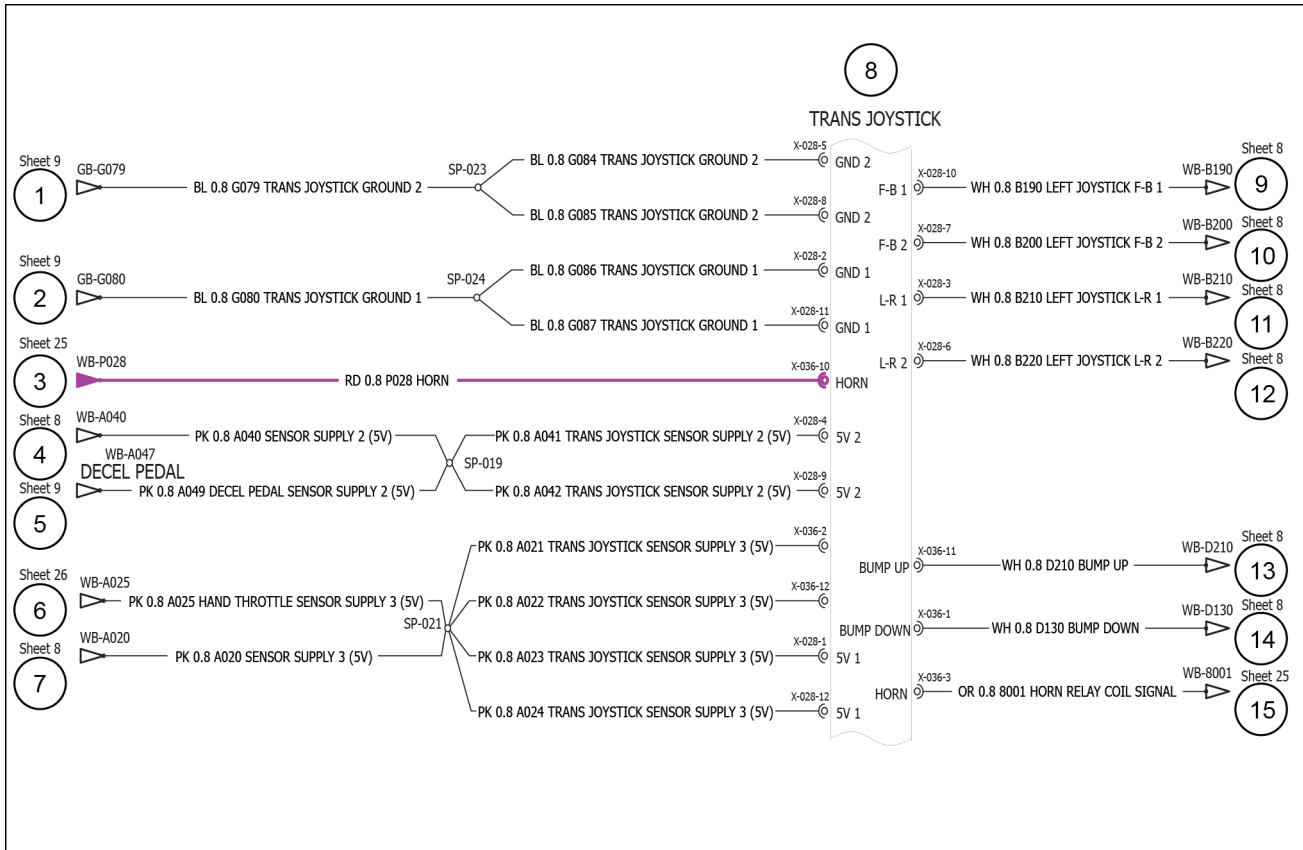 8
TRANS JOYSTICK
Sheet 9
1
GB-G079
BL 0.8 G079 TRANS JOYSTICK GROUND 2
SP-023
BL 0.8 G084 TRANS JOYSTICK GROUND 2
X-028-5
GND 2
BL 0.8 G085 TRANS JOYSTICK GROUND 2
X-028-8
GND 2
Sheet 9
2
GB-G080
BL 0.8 G080 TRANS JOYSTICK GROUND 1
SP-024
BL 0.8 G086 TRANS JOYSTICK GROUND 1
X-028-2
GND 1
BL 0.8 G087 TRANS JOYSTICK GROUND 1
X-028-11
GND 1
Sheet 25
3
WB-P028
RD 0.8 P028 HORN
X-036-10
HORN
Sheet 8
4
WB-A040
PK 0.8 A040 SENSOR SUPPLY 2 (5V)
WB-A047
DECEL PEDAL
Sheet 9
5
PK 0.8 A049 DECEL PEDAL SENSOR SUPPLY 2 (5V)
SP-019
PK 0.8 A041 TRANS JOYSTICK SENSOR SUPPLY 2 (5V)
X-028-4
5V 2
PK 0.8 A042 TRANS JOYSTICK SENSOR SUPPLY 2 (5V)
X-028-9
5V 2
Sheet 26
6
WB-A025
PK 0.8 A025 HAND THROTTLE SENSOR SUPPLY 3 (5V)
Sheet 8
7
WB-A020
PK 0.8 A020 SENSOR SUPPLY 3 (5V)
SP-021
PK 0.8 A021 TRANS JOYSTICK SENSOR SUPPLY 3 (5V)
X-036-2
PK 0.8 A022 TRANS JOYSTICK SENSOR SUPPLY 3 (5V)
X-036-12
PK 0.8 A023 TRANS JOYSTICK SENSOR SUPPLY 3 (5V)
X-028-1
5V 1
PK 0.8 A024 TRANS JOYSTICK SENSOR SUPPLY 3 (5V)
X-028-12
5V 1
F-B 1
X-028-10
WH 0.8 B190 LEFT JOYSTICK F-B 1
WB-B190
Sheet 8
9
F-B 2
X-028-7
WH 0.8 B200 LEFT JOYSTICK F-B 2
WB-B200
Sheet 8
10
L-R 1
X-028-3
WH 0.8 B210 LEFT JOYSTICK L-R 1
WB-B210
Sheet 8
11
L-R 2
X-028-6
WH 0.8 B220 LEFT JOYSTICK L-R 2
WB-B220
Sheet 8
12
BUMP UP
X-036-11
WH 0.8 D210 BUMP UP
WB-D210
Sheet 8
13
BUMP DOWN
X-036-1
WH 0.8 D130 BUMP DOWN
WB-D130
Sheet 8
14
HORN
X-036-3
OR 0.8 8001 HORN RELAY COIL SIGNAL
WB-8001
Sheet 25
15